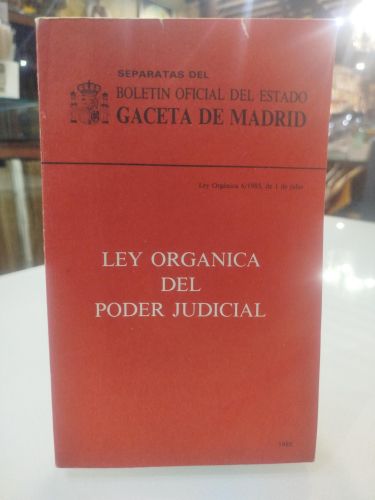 SEPARATAS DEL
BOLETIN OFICIAL DEL ESTADO
GACETA DE MADRID
Ley Orgánica 6/1985, de 1 de julio
LEY ORGANICA
DEL
PODER JUDICIAL